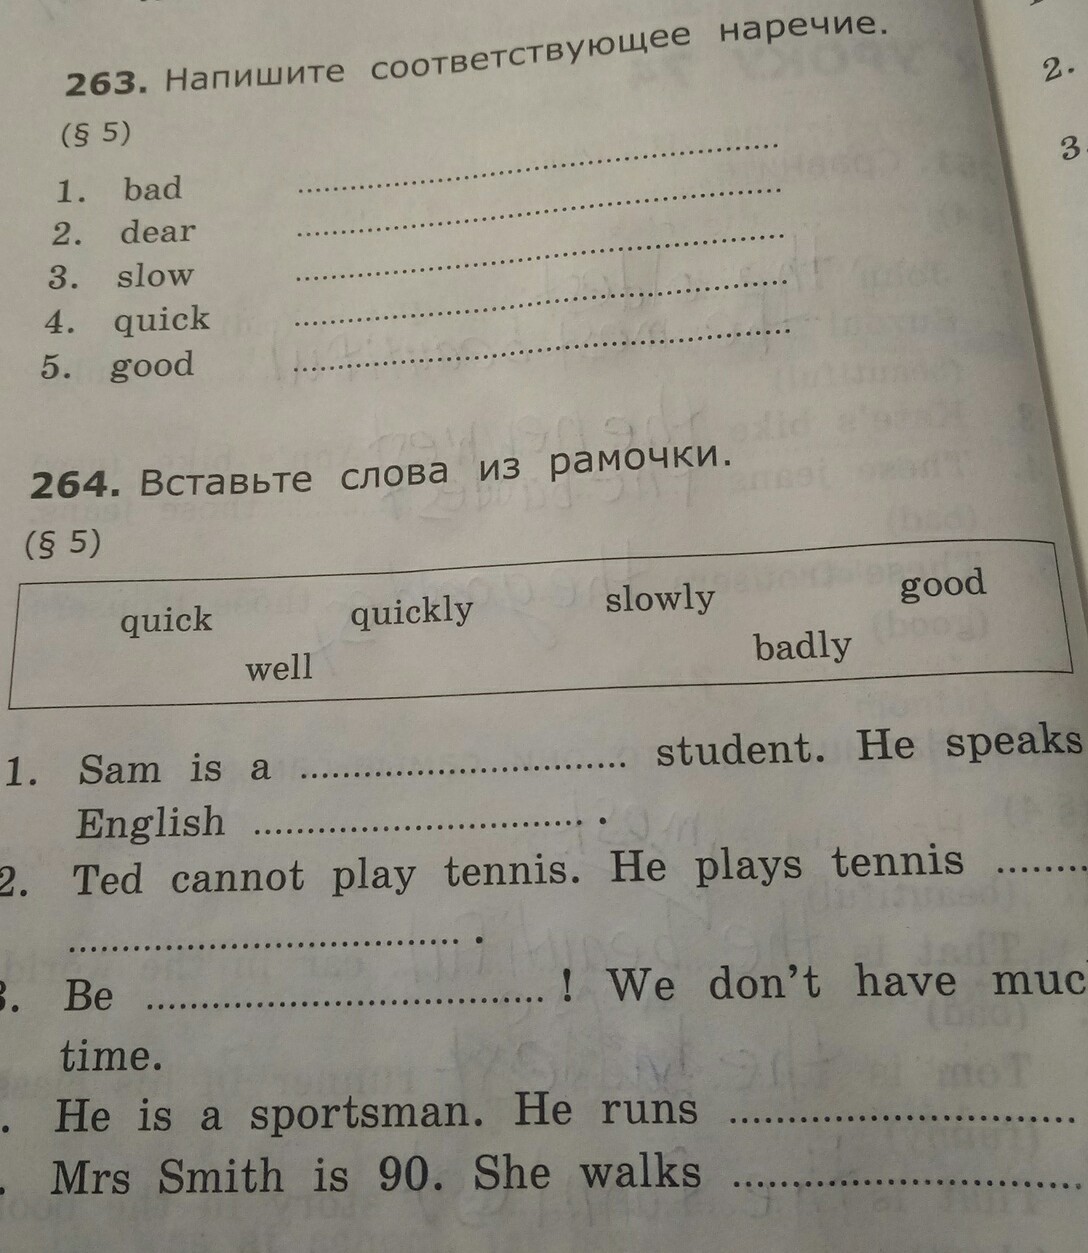 263. Напишите соответствующее наречие.
(§ 5)
1. bad ........................................
2. dear ........................................
3. slow ........................................
4. quick ........................................
5. good ........................................
264. Вставьте слова из рамочки.
(§ 5)
quick quickly slowly good
well badly
1. Sam is a .............................. student. He speaks
English .............................. .
2. Ted cannot play tennis. He plays tennis ........
.................................... .
3. Be .................................... ! We don't have muc
time.
. He is a sportsman. He runs ..............................
. Mrs Smith is 90. She walks ..............................
2.
3.